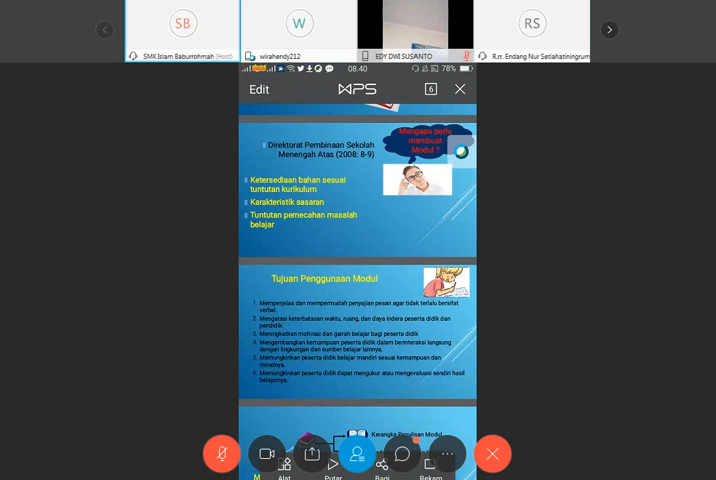 SB
W
RS
SMK Islam Baburrohmah (Host)
wirahendy212
EDY DWI SUSANTO
R.rr. Endang Nur Setiahatiningrum
08.40
78%
Edit
WPS
6
Direktorat Pembinaan Sekolah
Menengah Atas (2008: 8-9)
Mengapa perlu
membuat
Modul ?
Ketersediaan bahan sesuai
tuntutan kurikulum
Karakteristik sasaran
Tuntutan pemecahan masalah
belajar
Tujuan Penggunaan Modul
1. Memperjelas dan mempermudah penyajian pesan agar tidak terlalu bersifat
verbal.
2. Mengatasi keterbatasan waktu, ruang, dan daya indera peserta didik dan
pendidik.
3. Meningkatkan motivasi dan gairah belajar bagi peserta didik
4. Mengembangkan kemampuan peserta didik dalam berinteraksi langsung
dengan lingkungan dan sumber belajar lainnya,
5. Memungkinkan peserta didik belajar mandiri sesuai kemampuan dan
minatnya.
6. Memungkinkan peserta didik dapat mengukur atau mengevaluasi sendiri hasil
belajarnya.
Kerangka Penulisan Modul
M
Alat
Putar
Bagi
Rekam